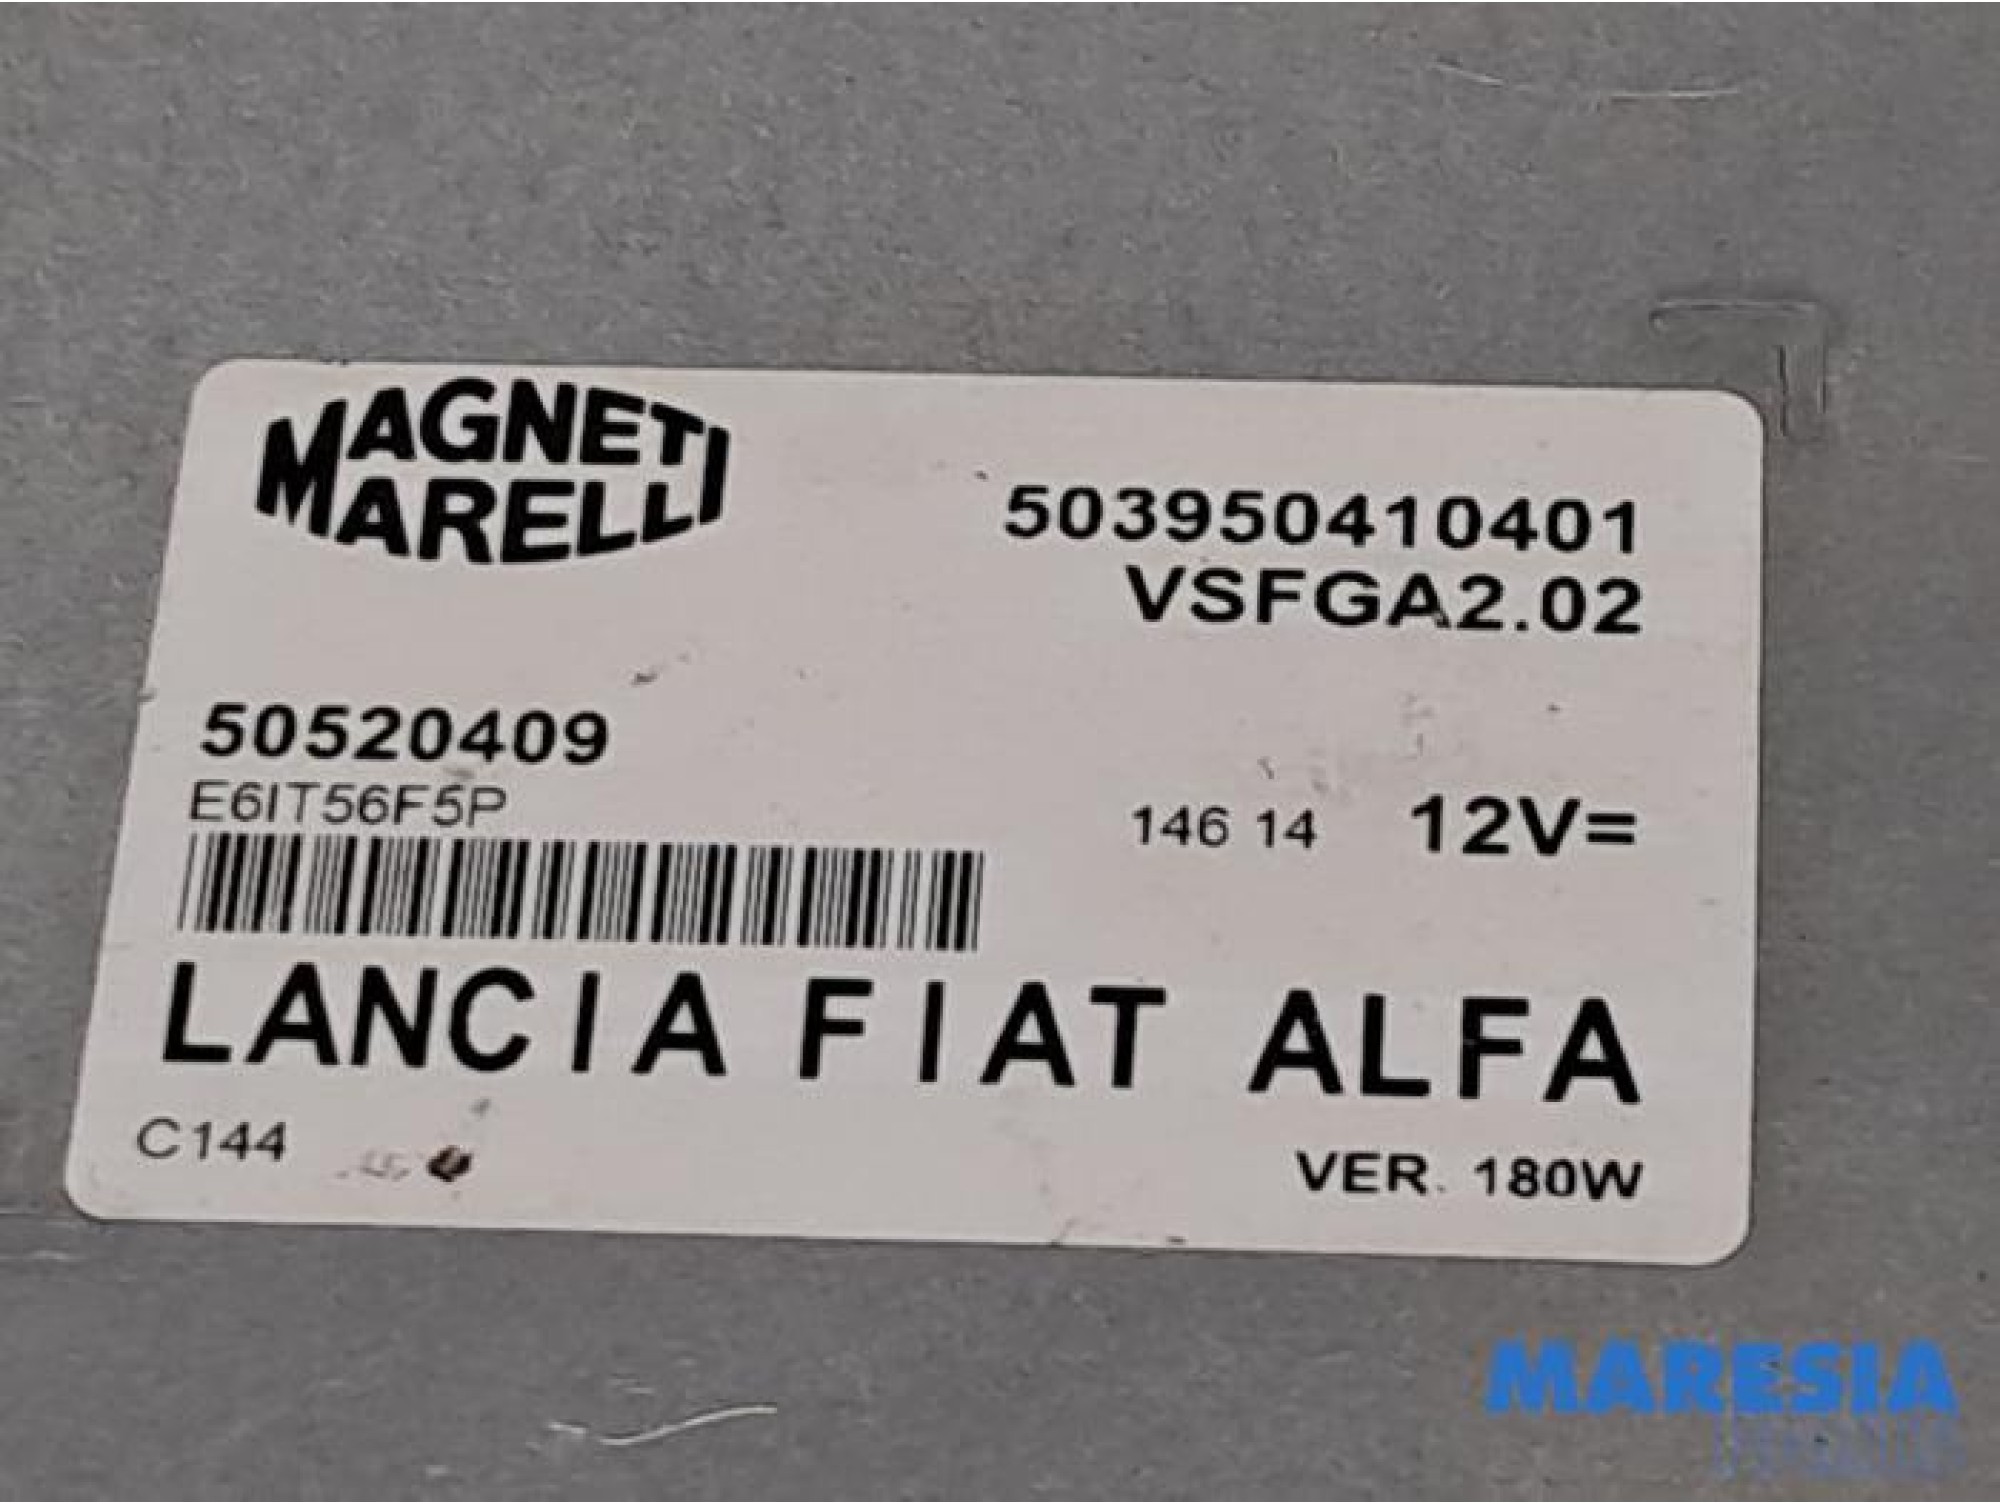 MAGNETI
MARELLI
503950410401
VSFGA2.02
50520409
E6IT56F5P
146 14 12V=
LANCIA FIAT ALFA
C144
VER. 180W
MARESIA